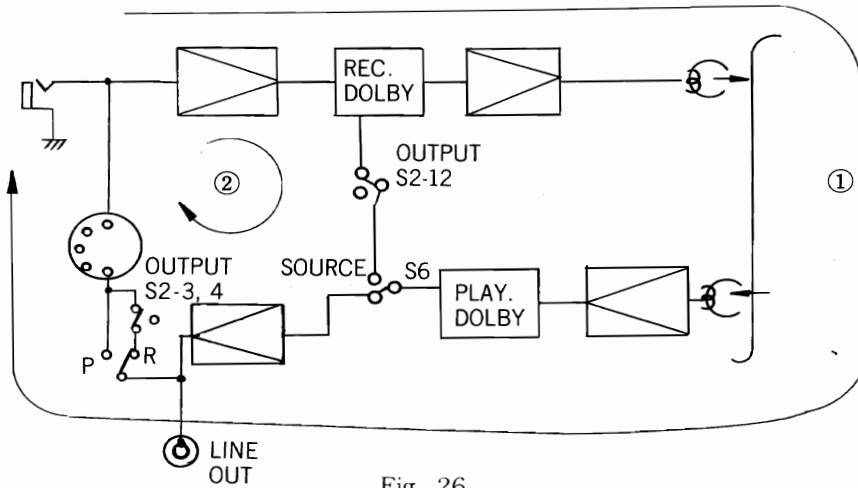 REC.
DOLBY
OUTPUT
S2-12
②
①
OUTPUT
S2-3, 4
SOURCE
S6
PLAY.
DOLBY
P
R
LINE
OUT
Fig. 26